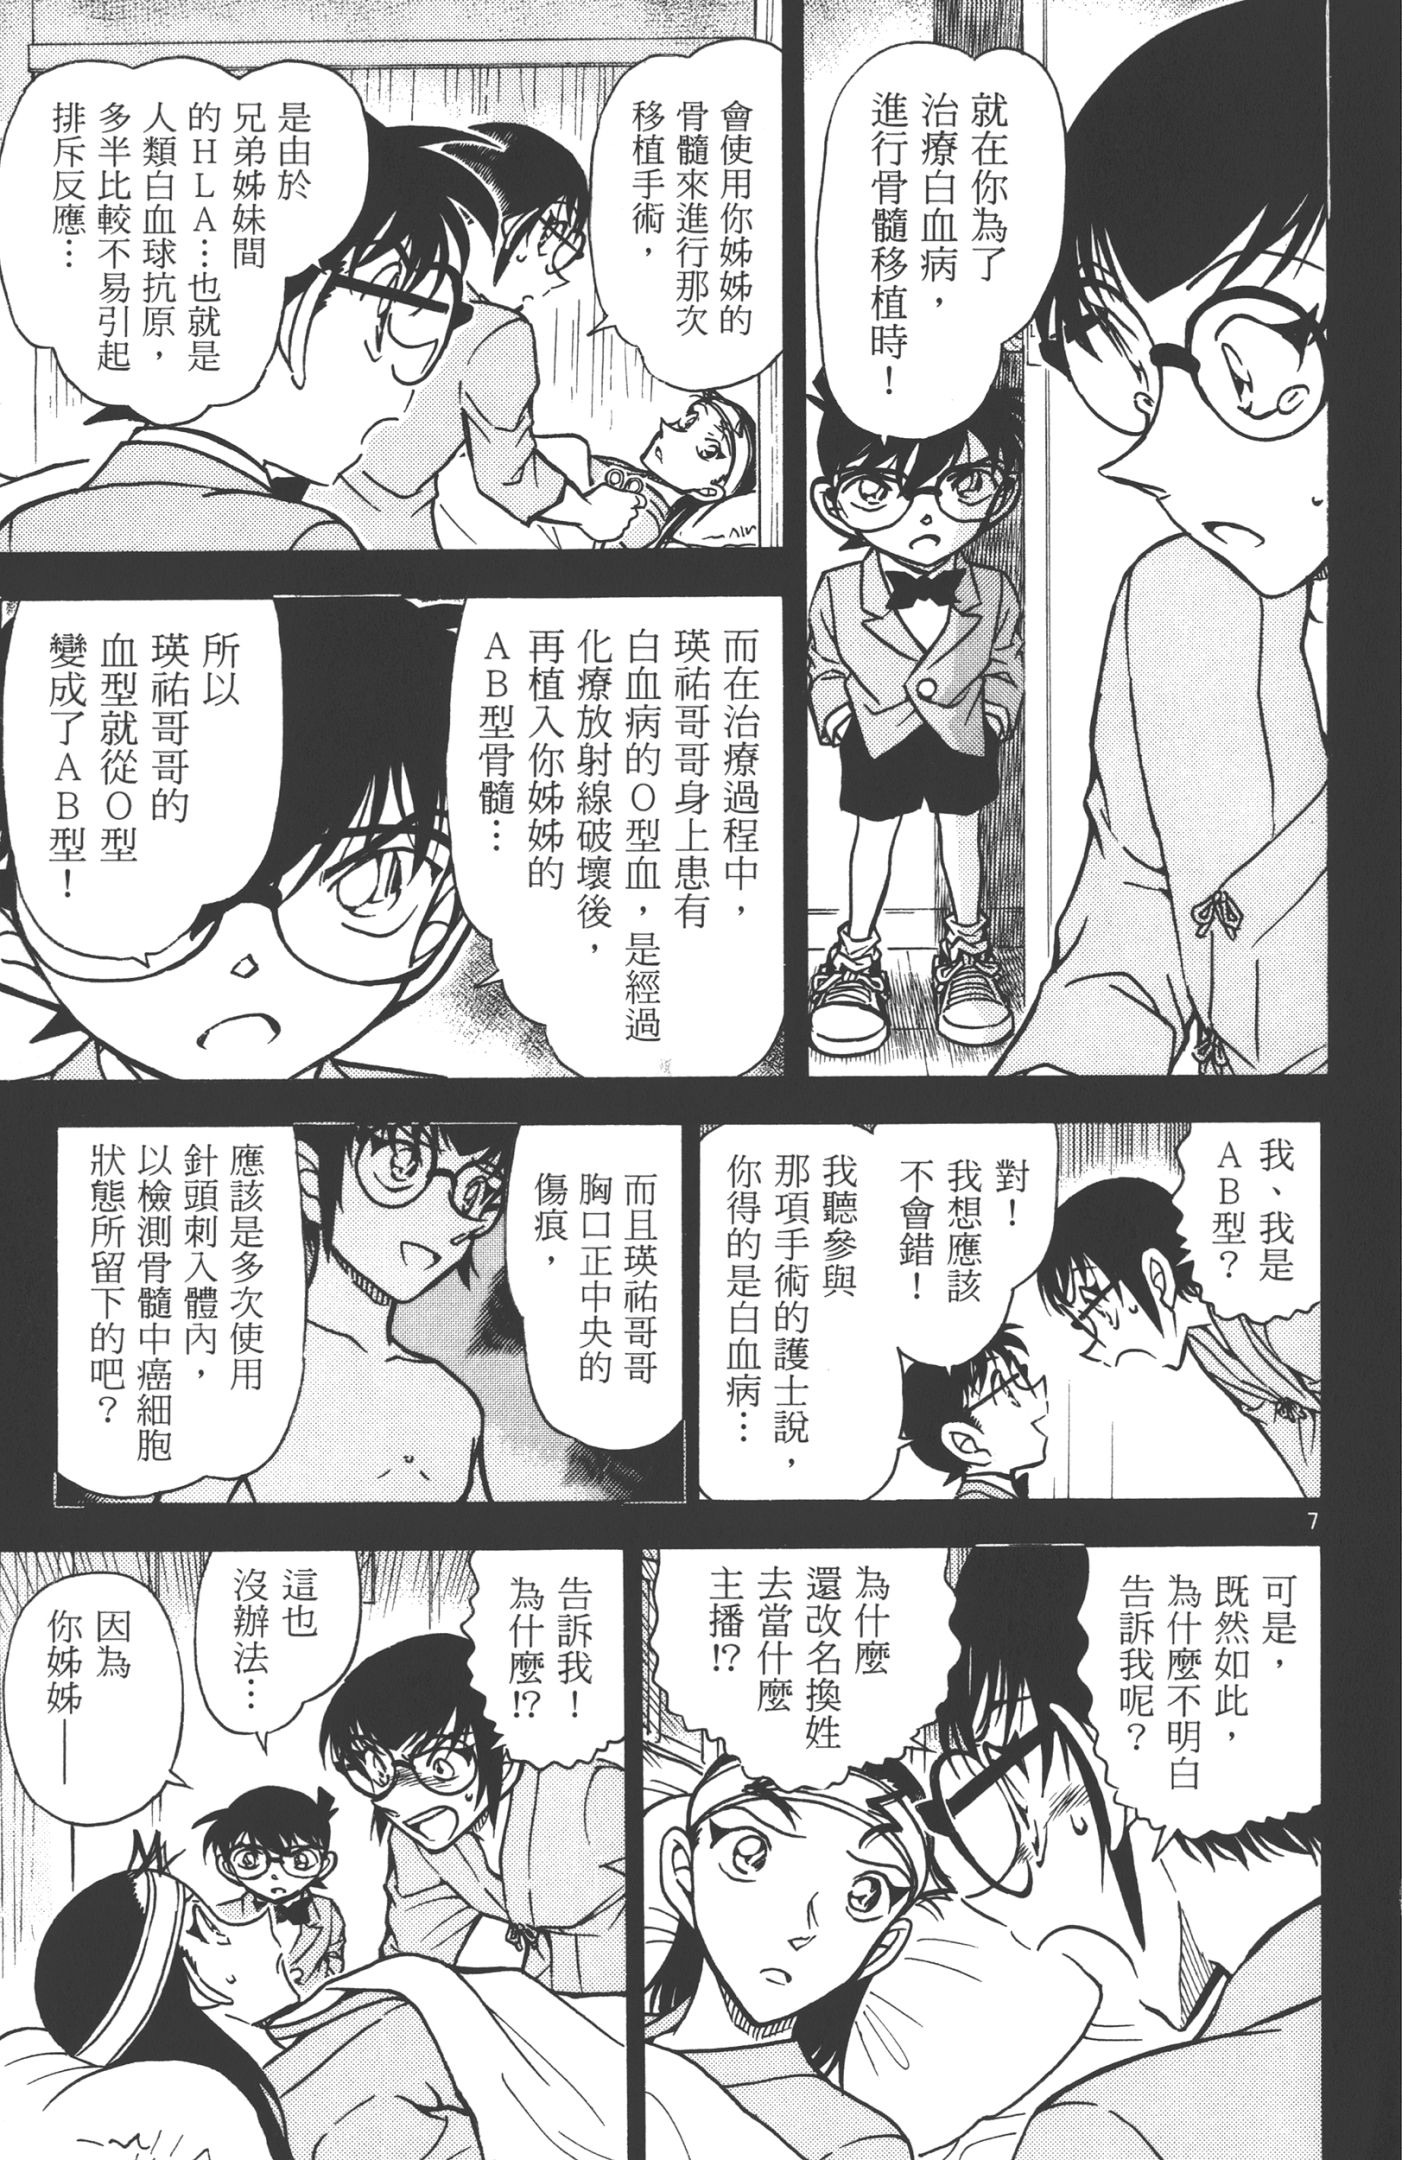 就在你為了
治療白血病，
進行骨髓移植時！
會使用你姊姊的
骨髓來進行那次
移植手術，
是由於
兄弟姊妹間
的HLA…也就是
人類白血球抗原，
多半比較不易引起
排斥反應…
而在治療過程中，
瑛祐哥哥身上患有
白血病的O型血，是經過
化療放射線破壞後，
再植入你姊姊的
AB型骨髓…
所以
瑛祐哥哥的
血型就從O型
變成了AB型！
我、我是
AB型？
對！
我想應該
不會錯！
我聽參與
那項手術的護士說，
你得的是白血病…
而且瑛祐哥哥
胸口正中央的
傷痕，
應該是多次使用
針頭刺入體內，
以檢測骨髓中癌細胞
狀態所留下的吧？
7
可是，
既然如此，
為什麼不明白
告訴我呢？
為什麼
還改名換姓
去當什麼
主播!?
告訴我！
為什麼!?
這也
沒辦法…
因為
你姊姊——